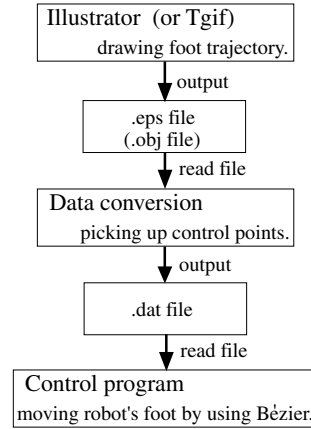 Illustrator (or Tgif)
drawing foot trajectory.
output
.eps file
(.obj file)
read file
Data conversion
picking up control points.
output
.dat file
read file
Control program
moving robot's foot by using Bézier.